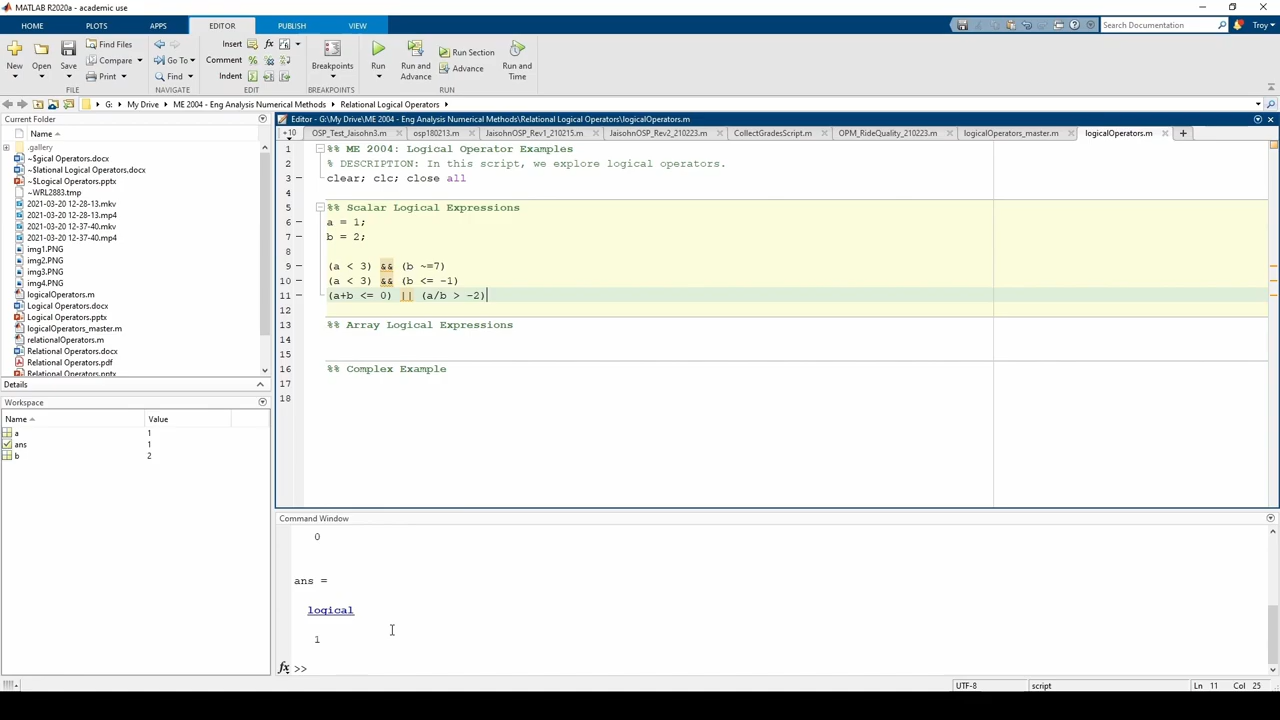 MATLAB R2020a - academic use
HOME PLOTS APPS EDITOR PUBLISH VIEW Search Documentation Troy
New Open Save Find Files Compare Print Go To Find Insert Comment Indent fx Breakpoints Run Run and Advance Run Section Advance Run and Time
FILE NAVIGATE EDIT BREAKPOINTS RUN
G: My Drive ME 2004 - Eng Analysis Numerical Methods Relational Logical Operators
Current Folder
Name
.gallery
~$gical Operators.docx
~$lational Logical Operators.docx
~$Logical Operators.pptx
~WRL2883.tmp
2021-03-20 12-28-13.mkv
2021-03-20 12-28-13.mp4
2021-03-20 12-37-40.mkv
2021-03-20 12-37-40.mp4
img1.PNG
img2.PNG
img3.PNG
img4.PNG
logicalOperators.m
Logical Operators.docx
Logical Operators.pptx
logicalOperators_master.m
relationalOperators.m
Relational Operators.docx
Relational Operators.pdf
Relational Operators.pptx
Details
Workspace
Name Value
a 1
ans 1
b 2
Editor - G:\My Drive\ME 2004 - Eng Analysis Numerical Methods\Relational Logical Operators\logicalOperators.m
+10 OSP_Test_Jaisohn3.m osp180213.m JaisohnOSP_Rev1_210215.m JaisohnOSP_Rev2_210223.m CollectGradesScript.m OPM_RideQuality_210223.m logicalOperators_master.m logicalOperators.m +
1 %% ME 2004: Logical Operator Examples
2 % DESCRIPTION: In this script, we explore logical operators.
3 clear; clc; close all
4
5 %% Scalar Logical Expressions
6 a = 1;
7 b = 2;
8
9 (a < 3) && (b ~=7)
10 (a < 3) && (b <= -1)
11 (a+b <= 0) || (a/b > -2)
12
13 %% Array Logical Expressions
14
15
16 %% Complex Example
17
18
Command Window
0
ans =
logical
1
fx >>
UTF-8 script Ln 11 Col 25